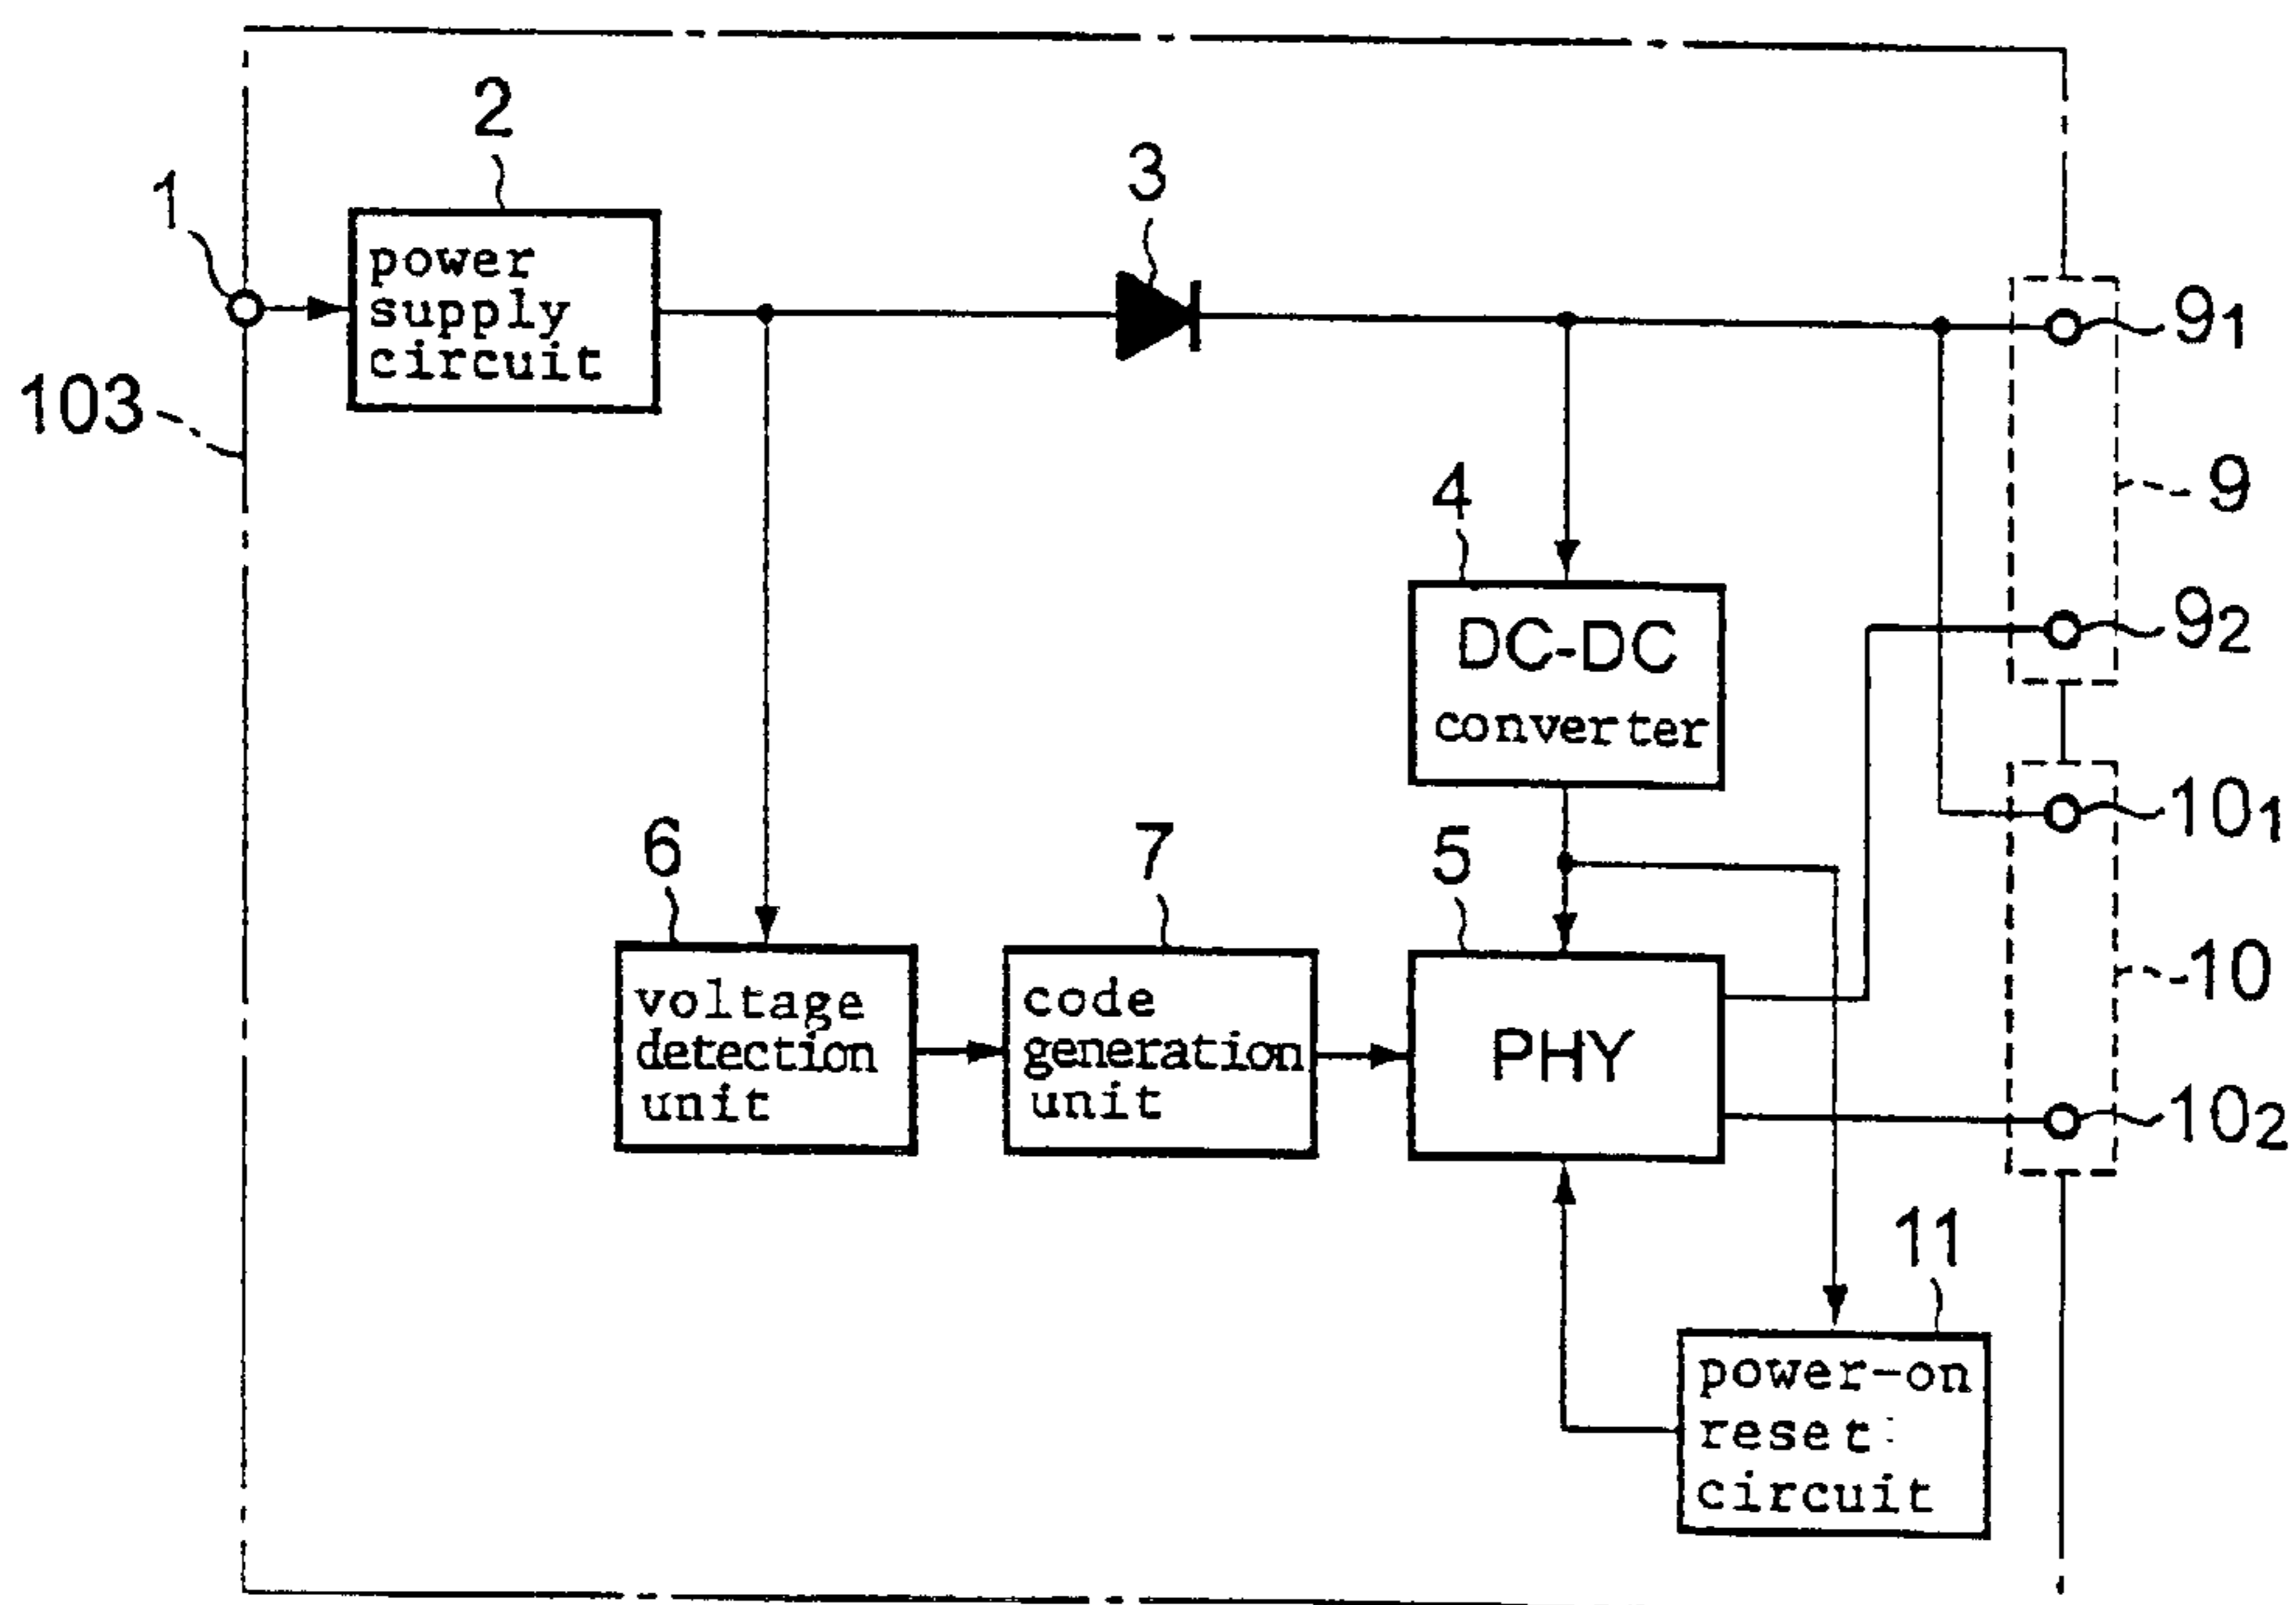 2
3
1
power
supply
circuit
9₁
103
9
4
DC-DC
converter
9₂
10₁
6
7
5
voltage
detection
unit
code
generation
unit
PHY
10
10₂
11
power-on
reset
circuit